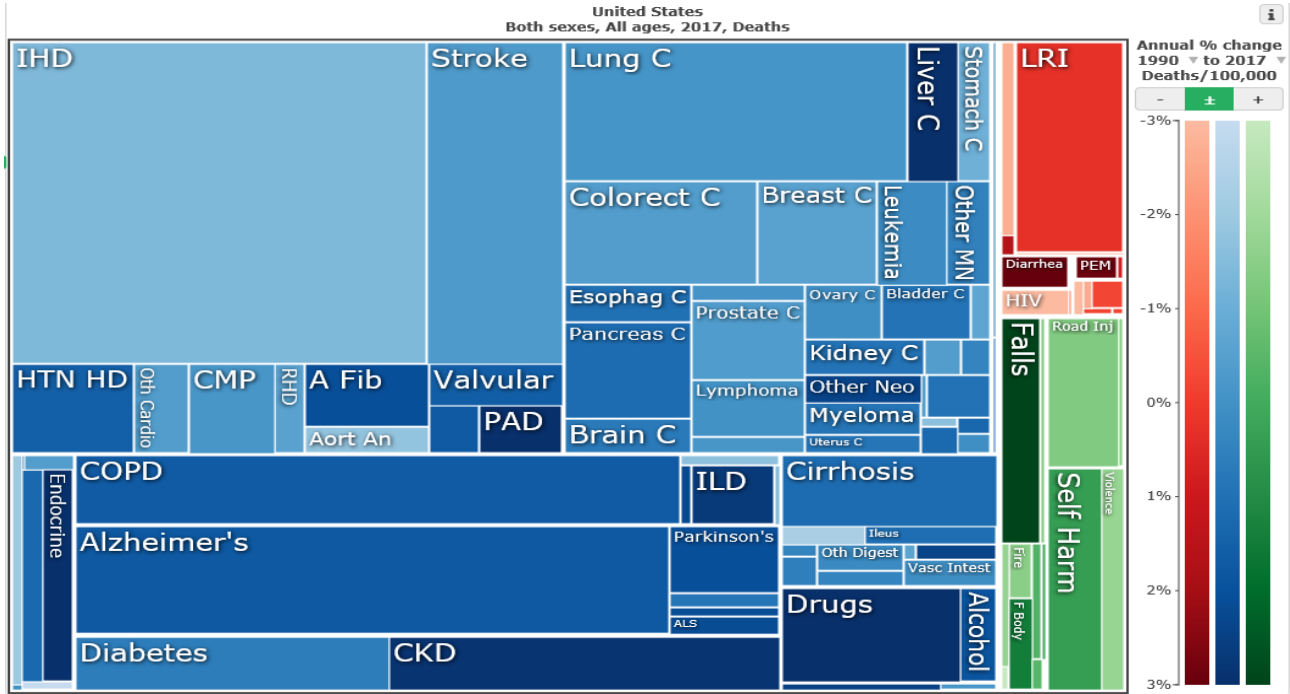 United States
Both sexes, All ages, 2017, Deaths
i
IHD
Stroke
Lung C
Liver C
Stomach C
LRI
Annual % change
1990 ▼ to 2017 ▼
Deaths/100,000
- ± +
-3%
-2%
-1%
0%
1%
2%
3%
Colorect C
Breast C
Leukemia
Other MN
Esophag C
Pancreas C
Brain C
Prostate C
Lymphoma
Ovary C
Bladder C
Kidney C
Other Neo
Myeloma
Uterus C
Diarrhea
PEM
HIV
HTN HD
Oth Cardio
CMP
RHD
A Fib
Aort An
Valvular
PAD
Falls
Road Inj
Self Harm
Violence
Fire
F Body
Endocrine
COPD
ILD
Alzheimer's
Parkinson's
ALS
Diabetes
CKD
Cirrhosis
Ileus
Oth Digest
Vasc Intest
Drugs
Alcohol